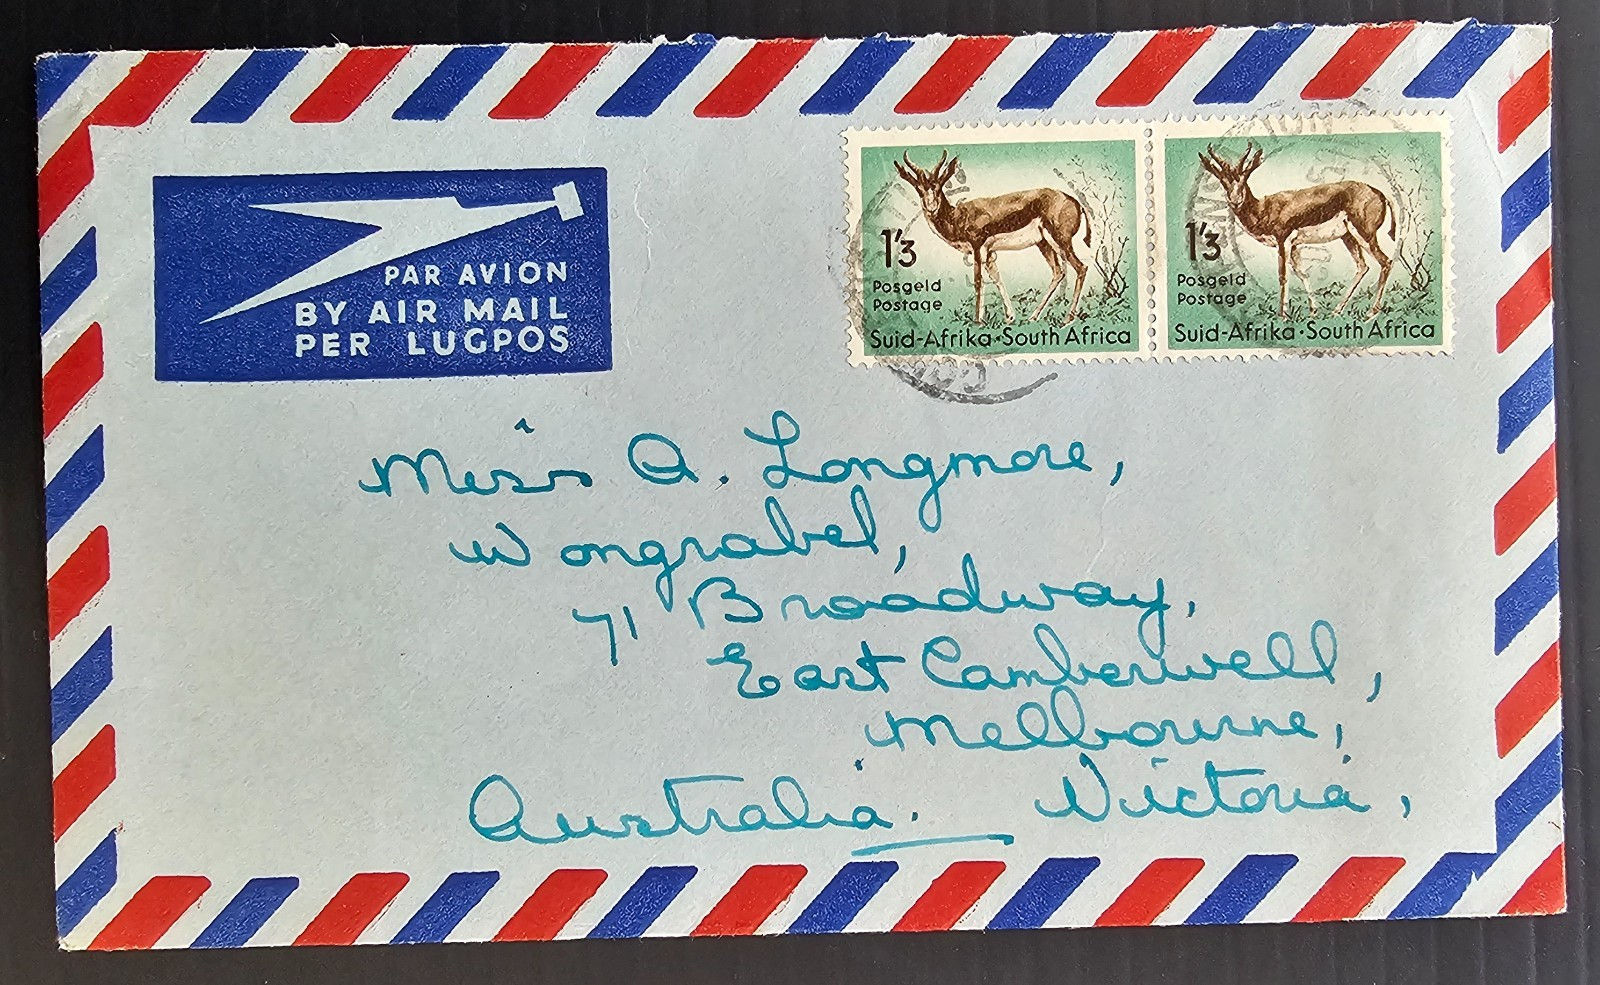 PAR AVION
BY AIR MAIL
PER LUGPOS
1'3
Posgeld
Postage
Suid-Afrika·South Africa
1'3
Posgeld
Postage
Suid-Afrika·South Africa
Miss A. Longmore,
Wongrabel,
71 Broadway,
East Camberwell,
Melbourne,
Australia. Victoria,